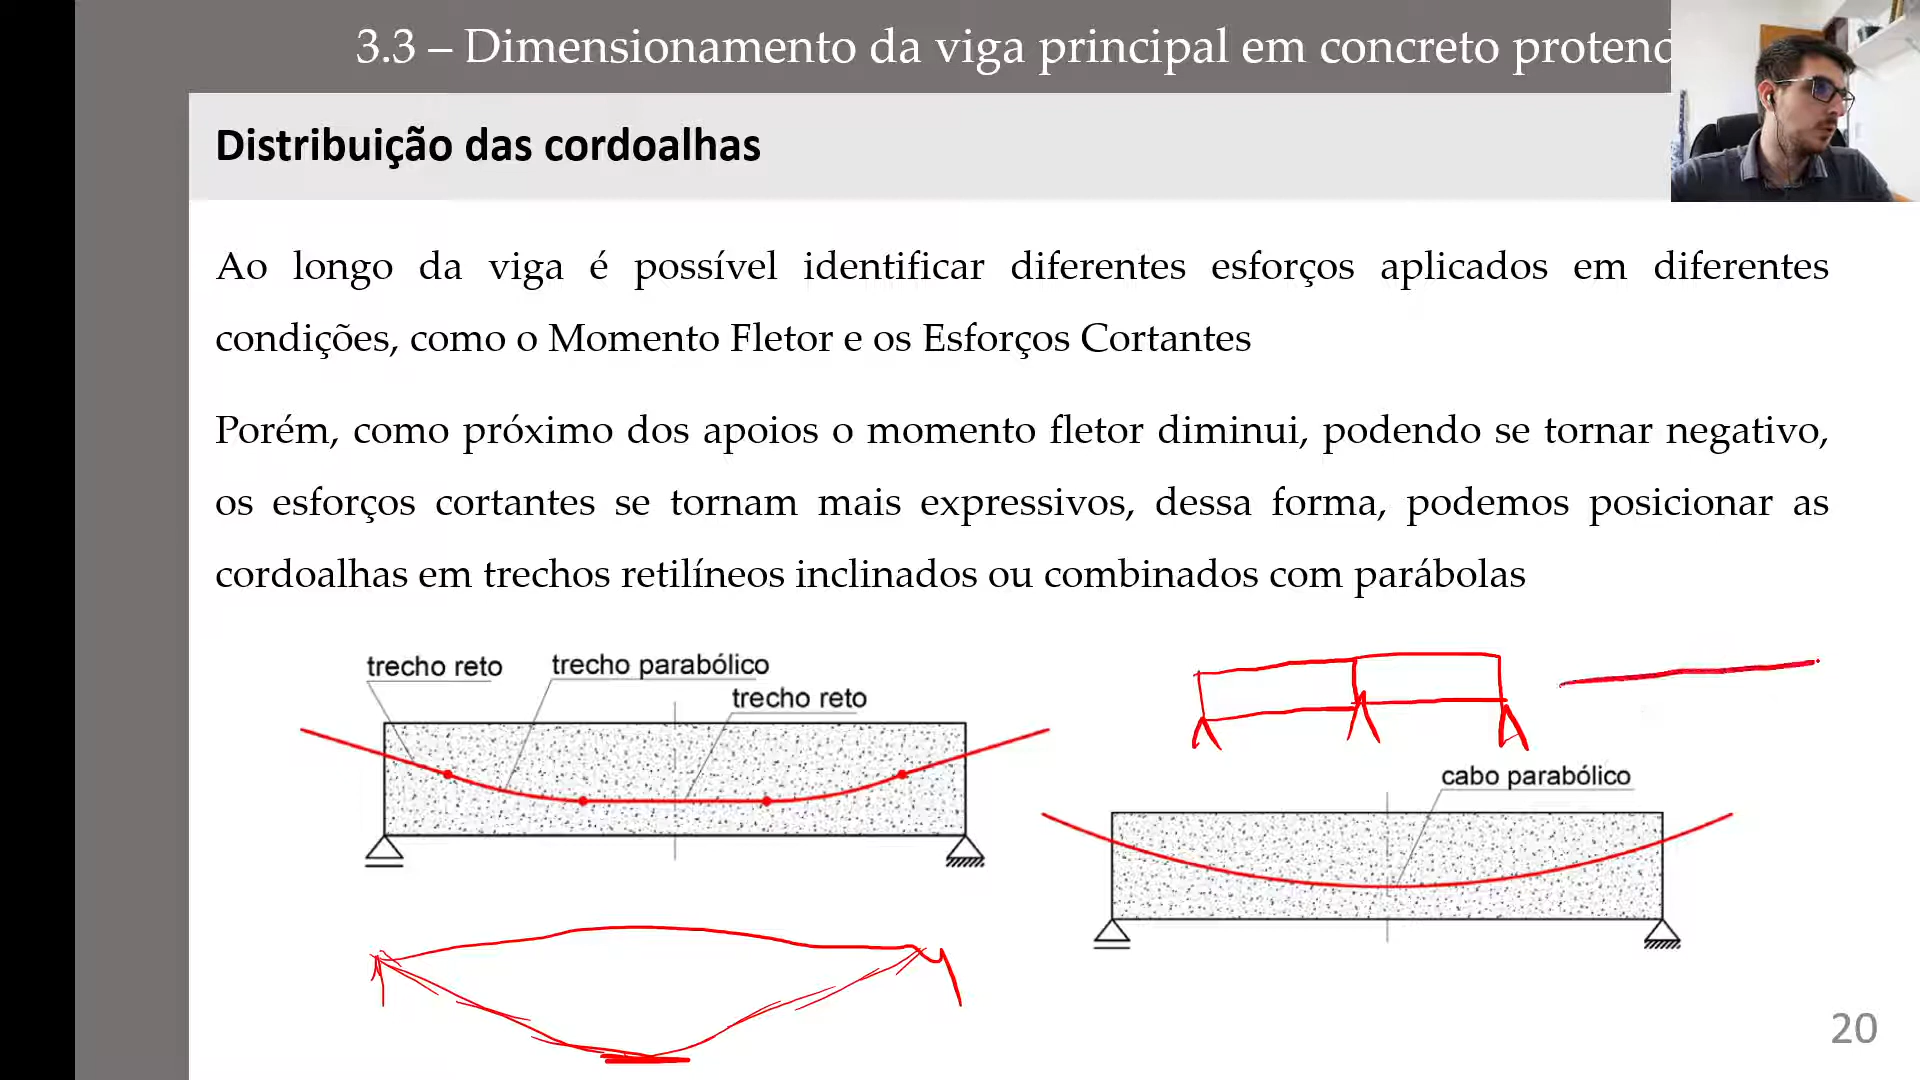 3.3 – Dimensionamento da viga principal em concreto protend
Distribuição das cordoalhas
Ao longo da viga é possível identificar diferentes esforços aplicados em diferentes
condições, como o Momento Fletor e os Esforços Cortantes
Porém, como próximo dos apoios o momento fletor diminui, podendo se tornar negativo,
os esforços cortantes se tornam mais expressivos, dessa forma, podemos posicionar as
cordoalhas em trechos retilíneos inclinados ou combinados com parábolas
trecho reto
trecho parabólico
trecho reto
cabo parabólico
20